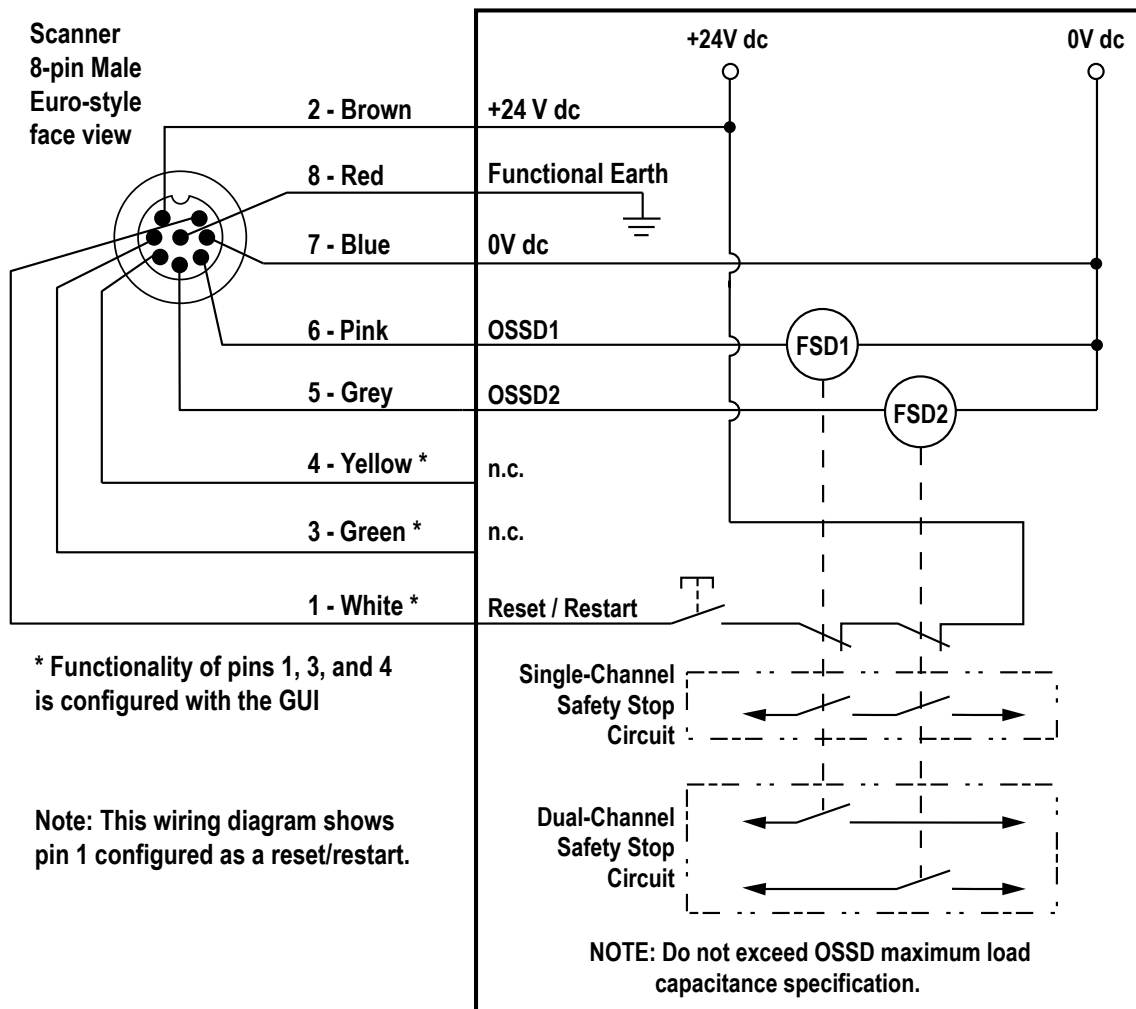 Scanner
8-pin Male
Euro-style
face view
+24V dc
0V dc
2 - Brown
+24 V dc
8 - Red
Functional Earth
7 - Blue
0V dc
6 - Pink
OSSD1
FSD1
5 - Grey
OSSD2
FSD2
4 - Yellow *
n.c.
3 - Green *
n.c.
1 - White *
Reset / Restart
* Functionality of pins 1, 3, and 4
is configured with the GUI
Single-Channel
Safety Stop
Circuit
Note: This wiring diagram shows
pin 1 configured as a reset/restart.
Dual-Channel
Safety Stop
Circuit
NOTE: Do not exceed OSSD maximum load
capacitance specification.